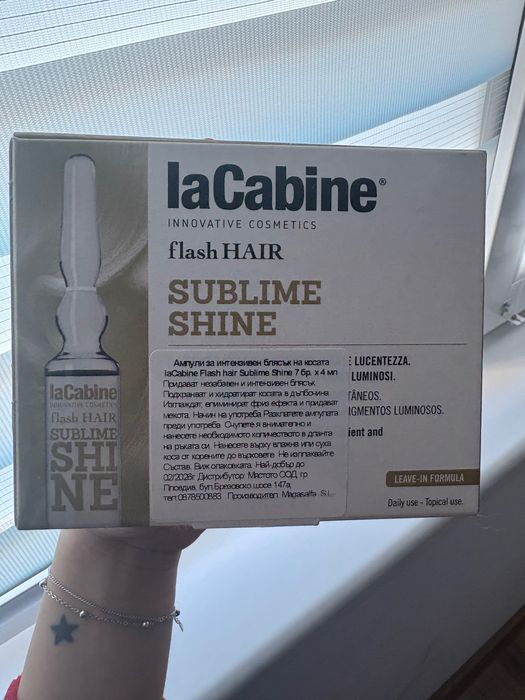 laCabine®
INNOVATIVE COSMETICS
flash HAIR
SUBLIME
SHINE
E LUCENTEZZA.
LUMINOSI.
TÂNEOS.
IGMENTOS LUMINOSOS.
ient and
Ампули за интензивен блясък на косата
laCabine Flash hair Sublime Shine 7 бр. x 4 мл
Придават незабавен и интензивен блясък.
Подхранват и хидратират косата в дълбочина
Изглаждат, елиминират фриз ефекта и придават
мекота. Начин на употреба: Разклатете ампулата
преди употреба. Счупете я внимателно и
нанесете необходимото количеството в дланта
на ръката си. Нанесете върху влажна или суха
коса от корените до върховете. Не изплаквайте
Състав: Виж опаковката. Най-добър до:
02/2026г. Дистрибутор: Мастото ООД, гр.
Пловдив, бул.Брезовско шосе 147а,
тел:0878500883 Производител: Magasalfa S.L.
LEAVE-IN FORMULA
Daily use - Topical use.
laCabine
INNOVATIVE COSMETICS
flash HAIR
SUBLIME
SHI
NE